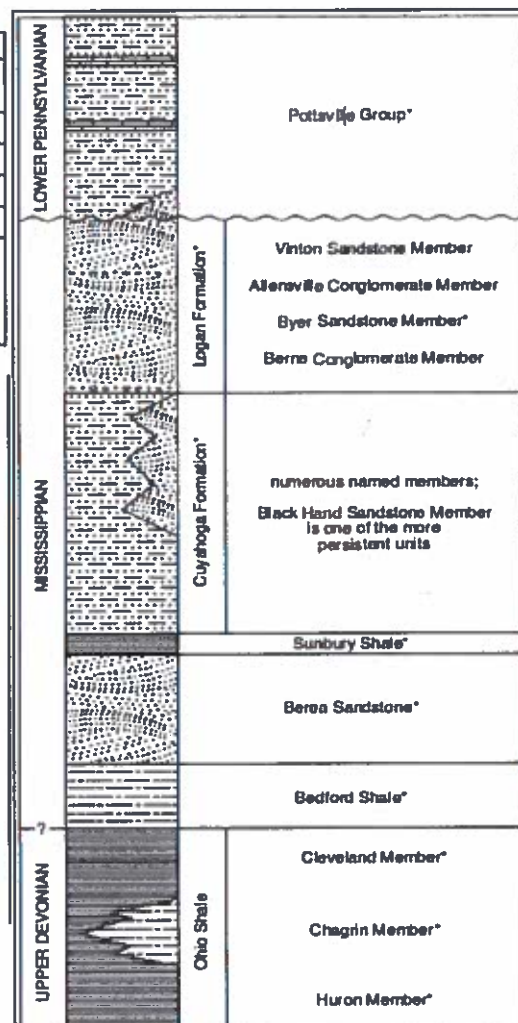 LOWER PENNSYLVANIAN
Pottsville Group*
MISSISSIPPIAN
Logan Formation*
Vinton Sandstone Member
Allensville Conglomerate Member
Byer Sandstone Member*
Berne Conglomerate Member
Cuyahoga Formation*
numerous named members;
Black Hand Sandstone Member
is one of the more
persistent units
Sunbury Shale*
Berea Sandstone*
Bedford Shale*
?
UPPER DEVONIAN
Ohio Shale
Cleveland Member*
Chagrin Member*
Huron Member*